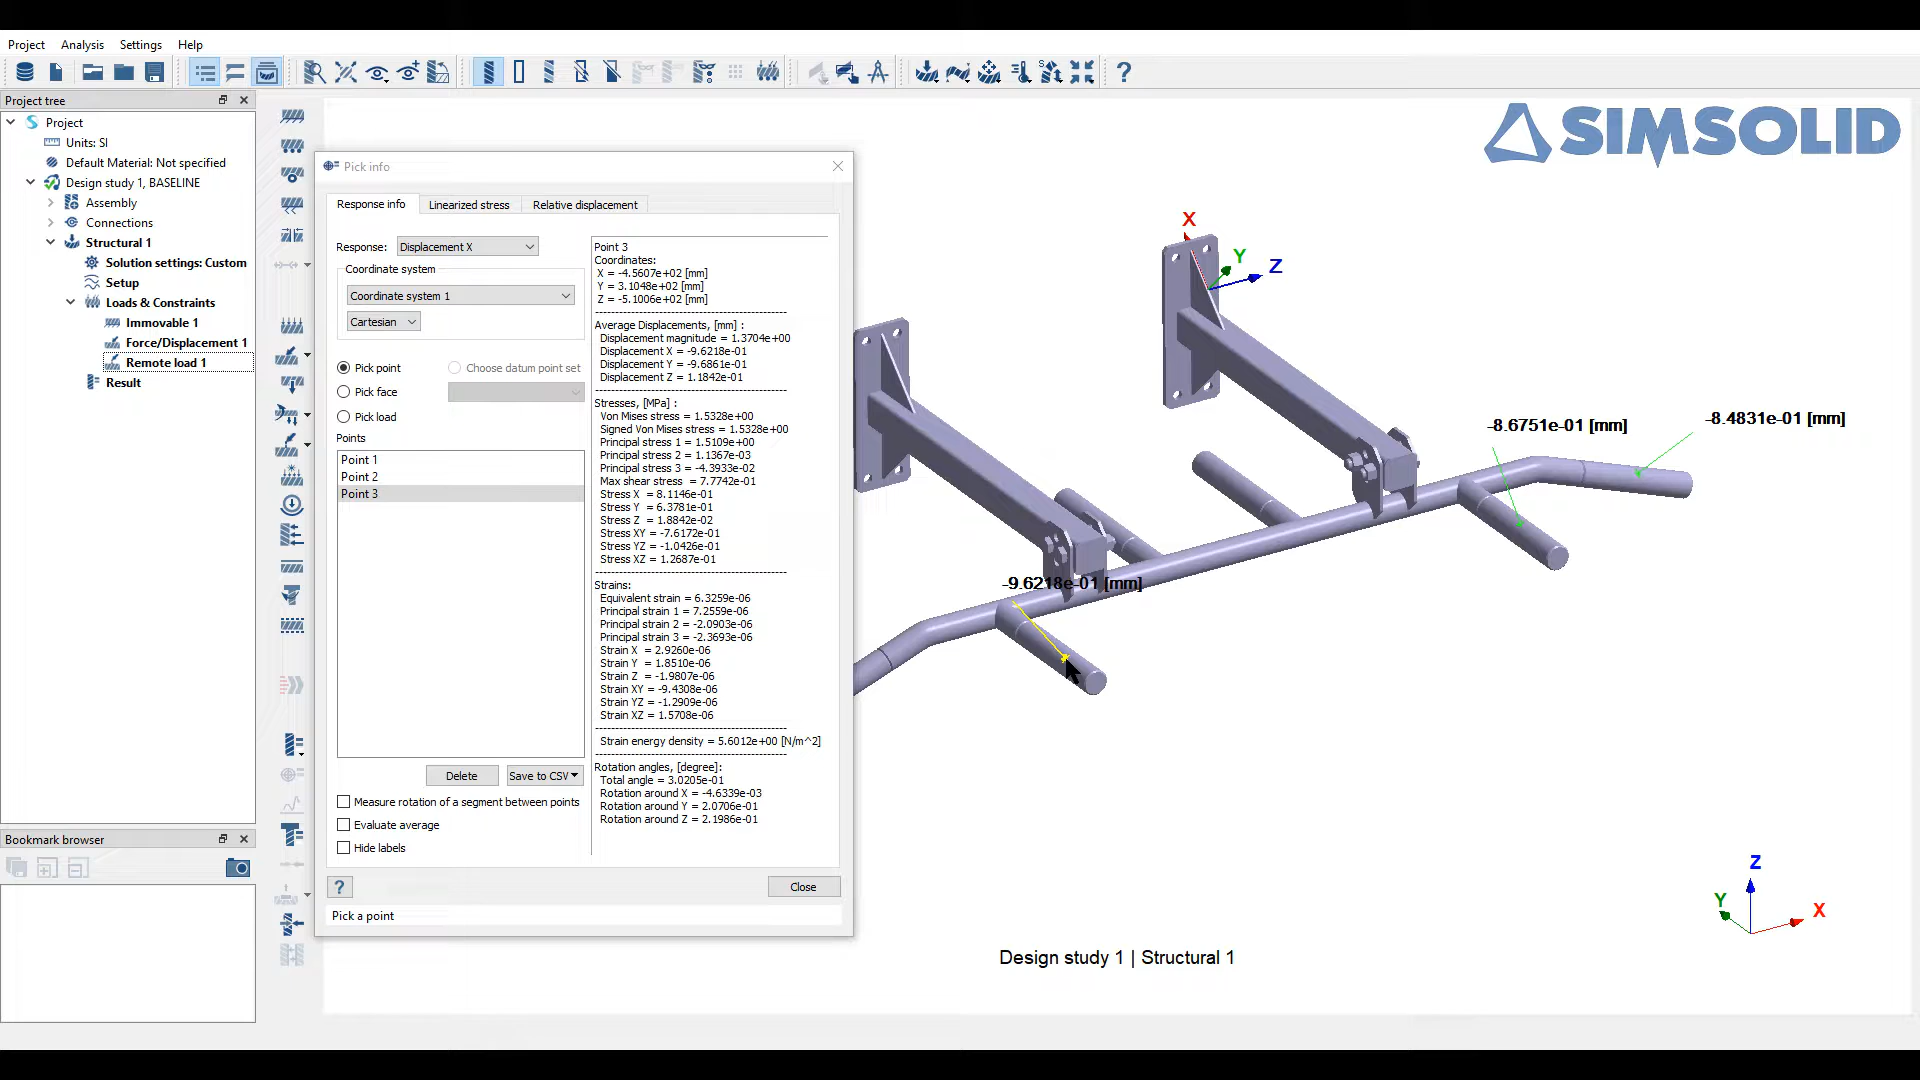 Project Analysis Settings Help
Project tree
Project
Units: SI
Default Material: Not specified
Design study 1, BASELINE
Assembly
Connections
Structural 1
Solution settings: Custom
Setup
Loads & Constraints
Immovable 1
Force/Displacement 1
Remote load 1
Result
Bookmark browser
Pick info
Response info Linearized stress Relative displacement
Response: Displacement X
Coordinate system
Coordinate system 1
Cartesian
Pick point Choose datum point set
Pick face
Pick load
Points
Point 1
Point 2
Point 3
Delete Save to CSV
Measure rotation of a segment between points
Evaluate average
Hide labels
Point 3
Coordinates:
X = -4.5607e+02 [mm]
Y = 3.1048e+02 [mm]
Z = -5.1006e+02 [mm]
Average Displacements, [mm] :
Displacement magnitude = 1.3704e+00
Displacement X = -9.6218e-01
Displacement Y = -9.6861e-01
Displacement Z = 1.1842e-01
Stresses, [MPa] :
Von Mises stress = 1.5328e+00
Signed Von Mises stress = 1.5328e+00
Principal stress 1 = 1.5109e+00
Principal stress 2 = 1.1367e-03
Principal stress 3 = -4.3933e-02
Max shear stress = 7.7742e-01
Stress X = 8.1146e-01
Stress Y = 6.3781e-01
Stress Z = 1.8842e-02
Stress XY = -7.6172e-01
Stress YZ = -1.0426e-01
Stress XZ = 1.2687e-01
Strains:
Equivalent strain = 6.3259e-06
Principal strain 1 = 7.2559e-06
Principal strain 2 = -2.0903e-06
Principal strain 3 = -2.3693e-06
Strain X = 2.9260e-06
Strain Y = 1.8510e-06
Strain Z = -1.9807e-06
Strain XY = -9.4308e-06
Strain YZ = -1.2909e-06
Strain XZ = 1.5708e-06
Strain energy density = 5.6012e+00 [N/m^2]
Rotation angles, [degree]:
Total angle = 3.0205e-01
Rotation around X = -4.6339e-03
Rotation around Y = 2.0706e-01
Rotation around Z = 2.1986e-01
? Close
Pick a point
SIMSOLID
X
Y
Z
-8.6751e-01 [mm]
-8.4831e-01 [mm]
-9.6218e-01 [mm]
Z
Y
X
Design study 1 | Structural 1